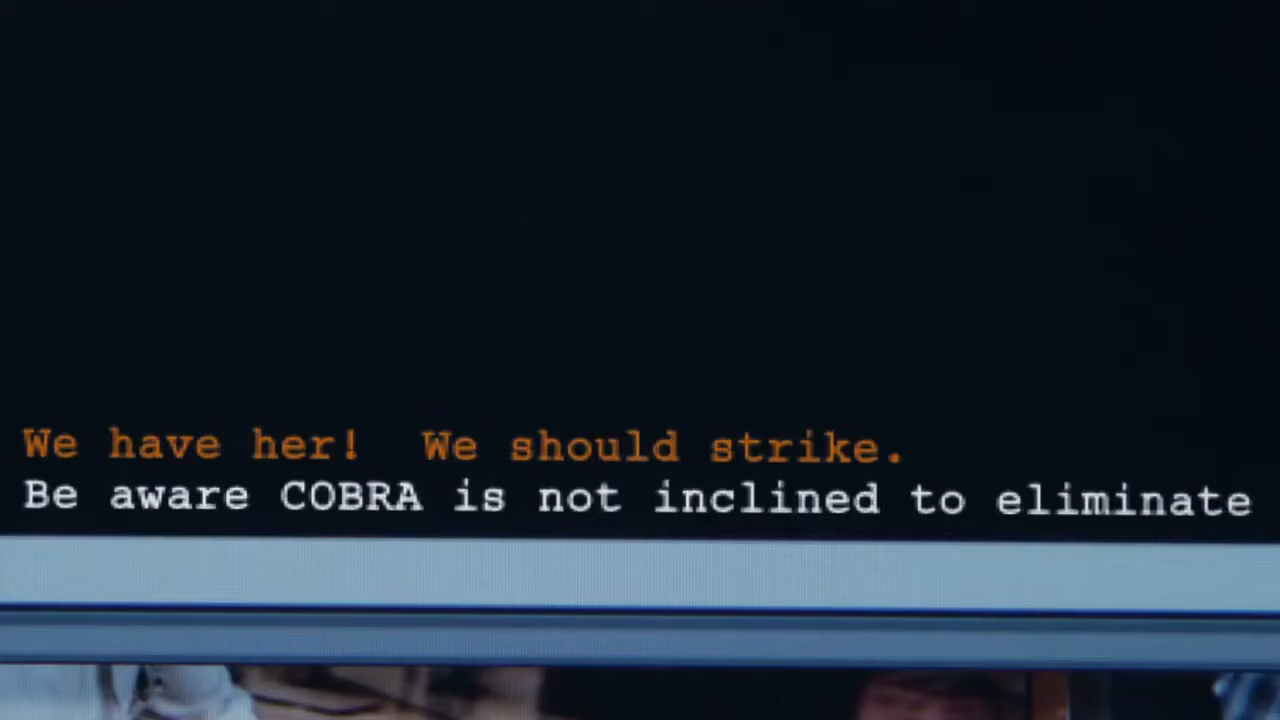 We have her!  We should strike.
Be aware COBRA is not inclined to eliminate